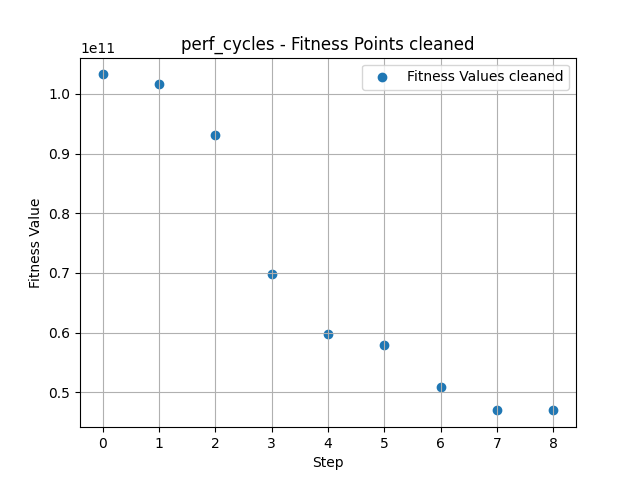 perf_cycles - Fitness Points cleaned
1e11
Fitness Values cleaned
1.0
0.9
0.8
0.7
0.6
0.5
Fitness Value
0 1 2 3 4 5 6 7 8
Step